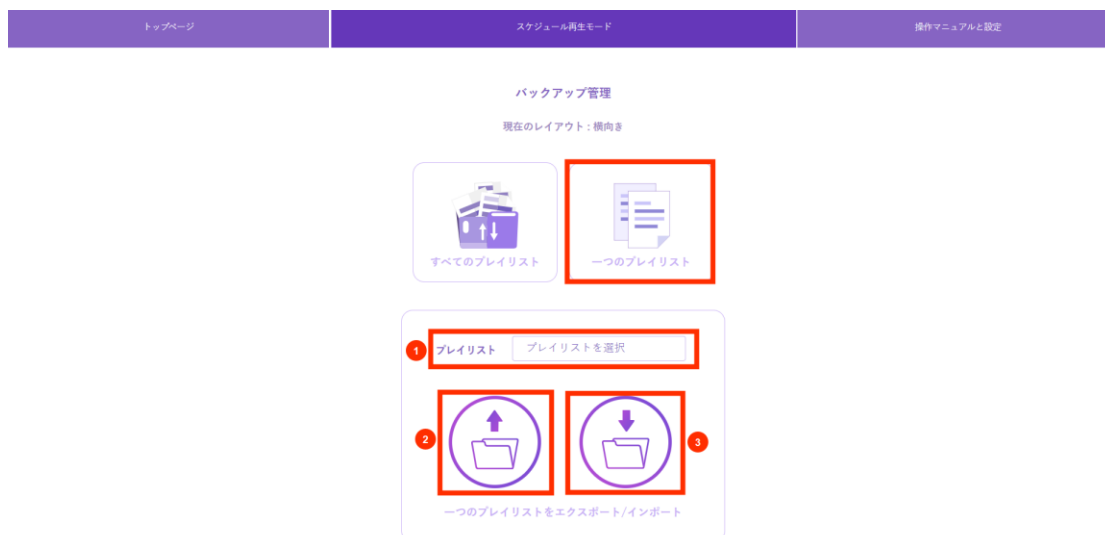 トップページ
スケジュール再生モード
操作マニュアルと設定
バックアップ管理
現在のレイアウト : 横向き
すべてのプレイリスト
一つのプレイリスト
1 プレイリスト プレイリストを選択
2
3
一つのプレイリストをエクスポート/インポート